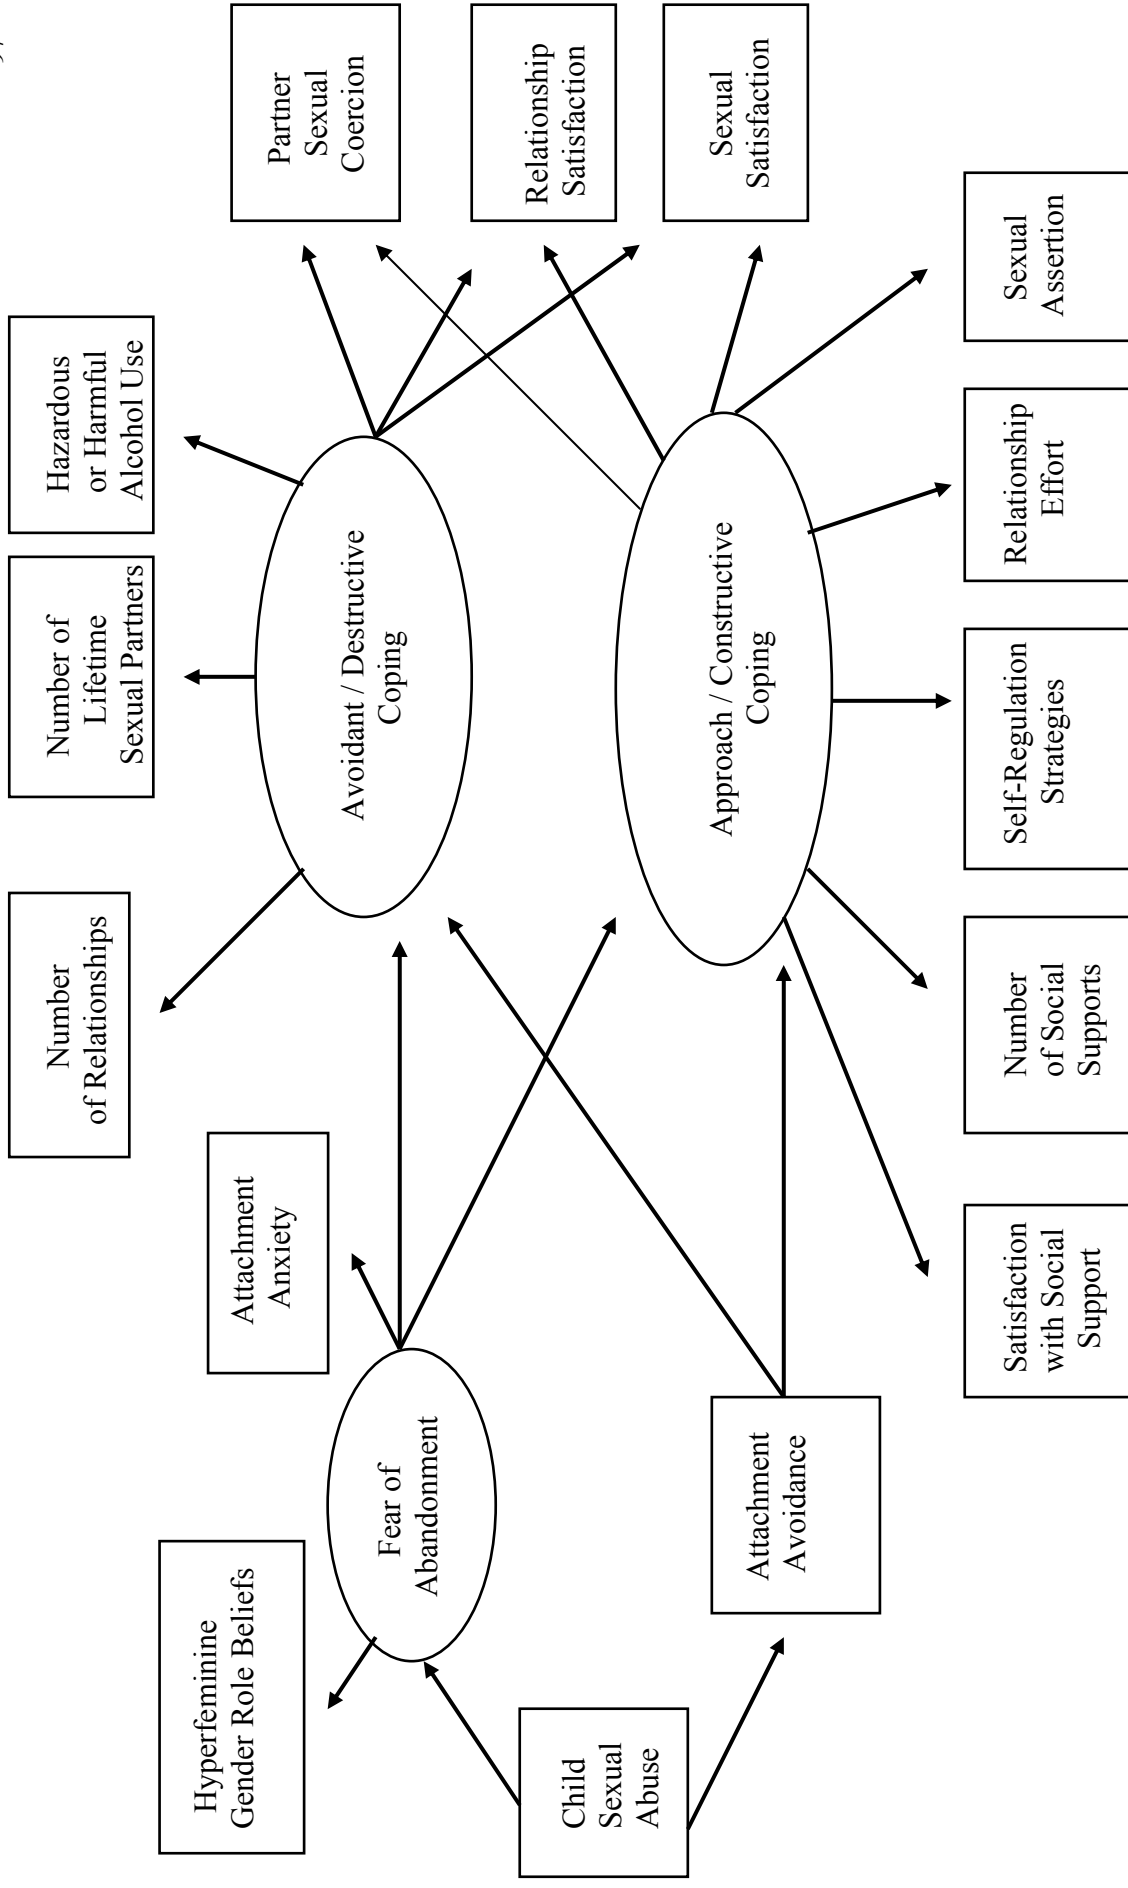 Hyperfeminine
Gender Role Beliefs
Attachment
Anxiety
Number
of Relationships
Number of
Lifetime
Sexual Partners
Hazardous
or Harmful
Alcohol Use
Child
Sexual
Abuse
Fear of
Abandonment
Attachment
Avoidance
Avoidant / Destructive
Coping
Approach / Constructive
Coping
Partner
Sexual
Coercion
Relationship
Satisfaction
Sexual
Satisfaction
Satisfaction
with Social
Support
Number
of Social
Supports
Self-Regulation
Strategies
Relationship
Effort
Sexual
Assertion